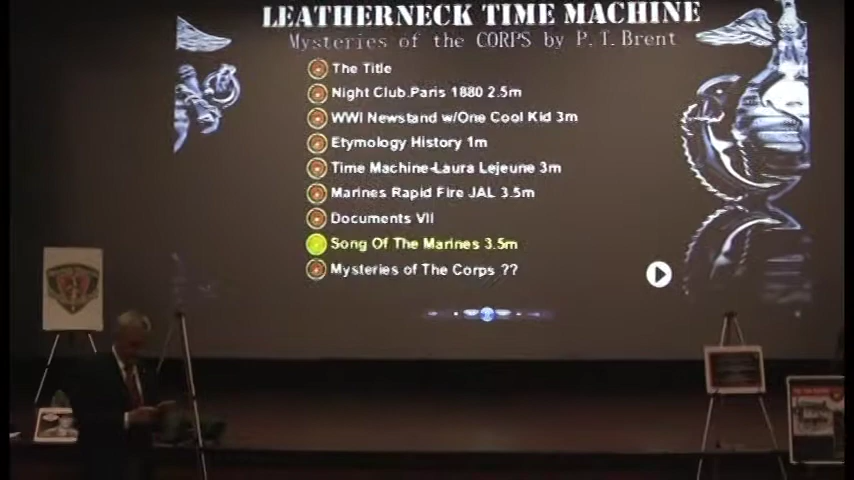 LEATHERNECK TIME MACHINE
Mysteries of the CORPS by P.T.Brent
The Title
Night Club.Paris 1880 2.5m
WWI Newstand w/One Cool Kid 3m
Etymology History 1m
Time Machine-Laura Lejeune 3m
Marines Rapid Fire JAL 3.5m
Documents VII
Song Of The Marines 3.5m
Mysteries of The Corps ??